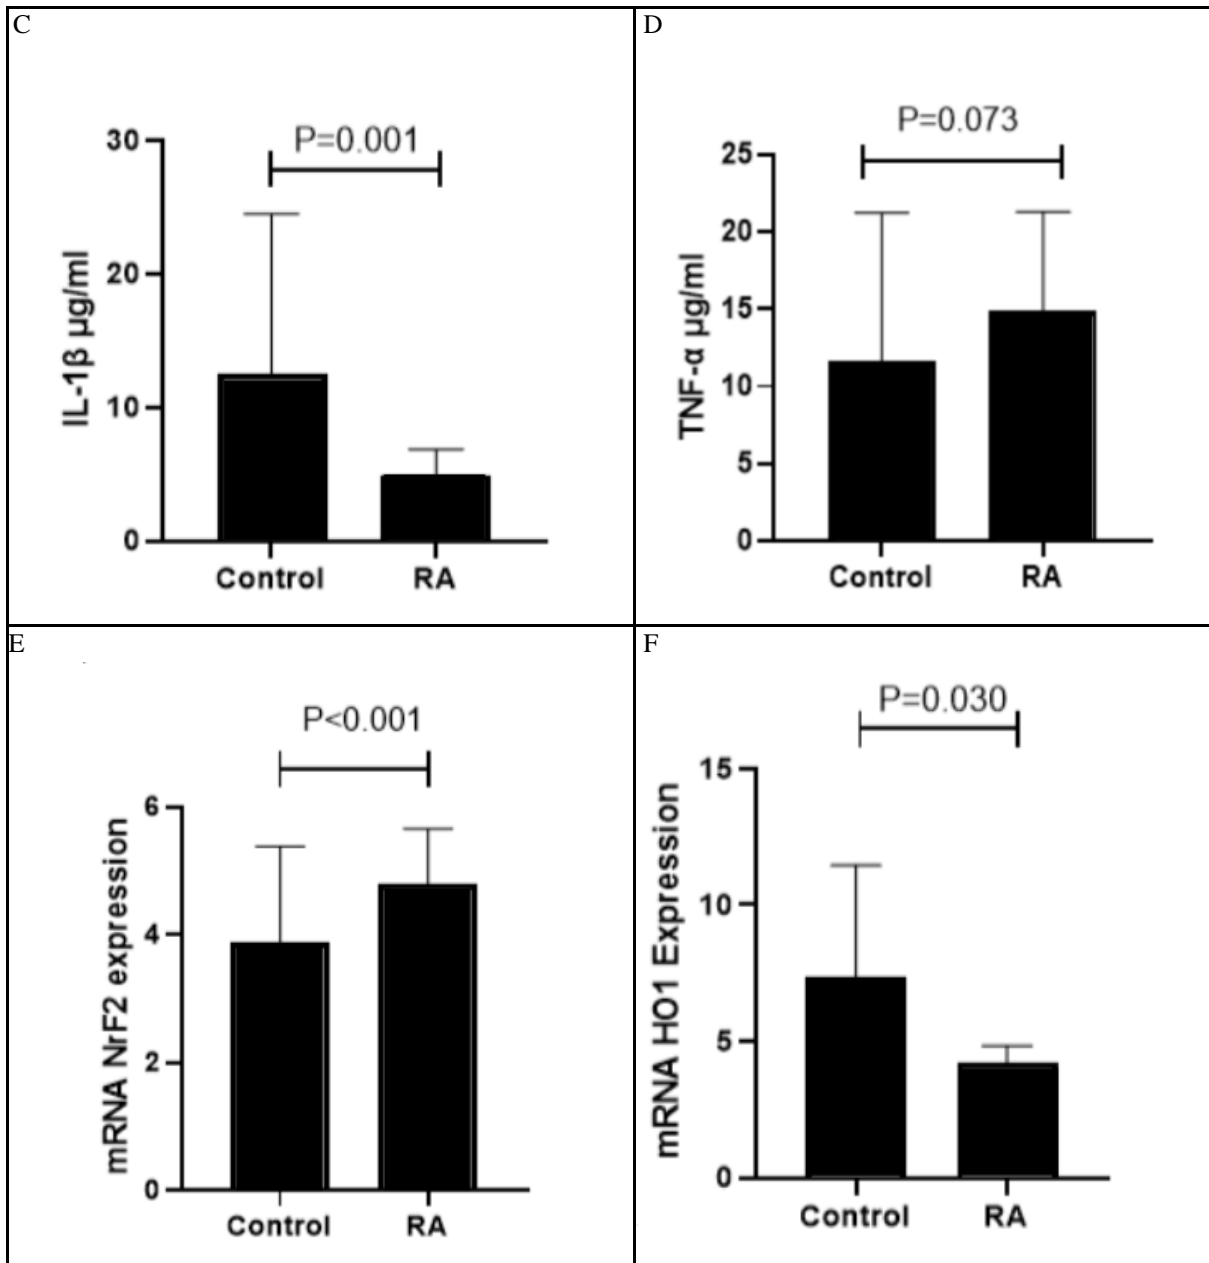 C
P=0.001
30
20
10
0
IL-1β µg/ml
Control RA
D
P=0.073
25
20
15
10
5
0
TNF-α µg/ml
Control RA
E
P<0.001
6
4
2
0
mRNA NrF2 expression
Control RA
F
P=0.030
15
10
5
0
mRNA HO1 Expression
Control RA